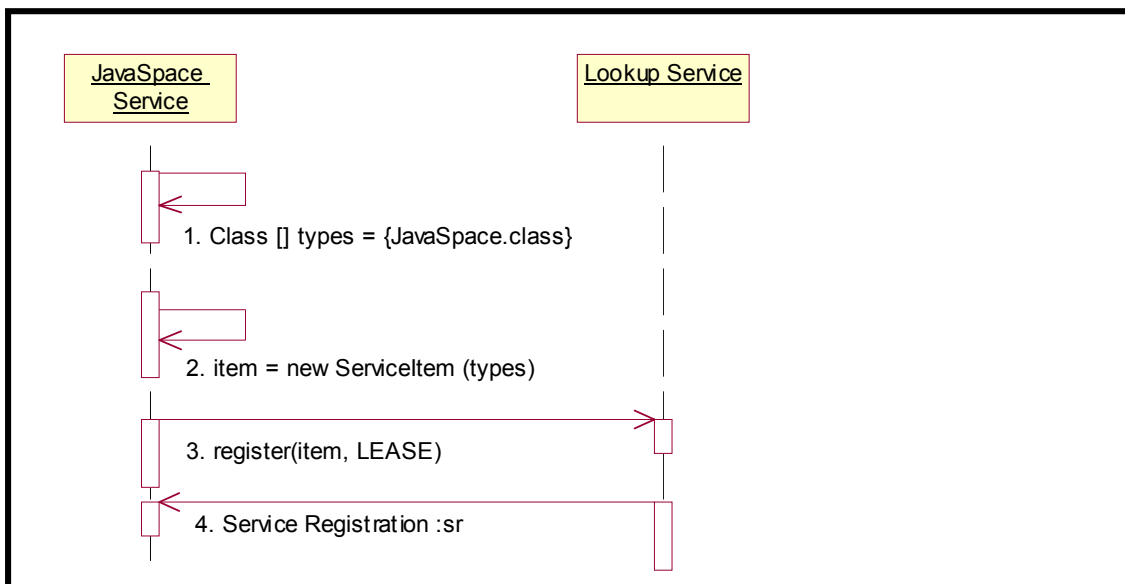 JavaSpace
Service
Lookup Service
1. Class [] types = {JavaSpace.class}
2. item = new ServiceItem (types)
3. register(item, LEASE)
4. Service Registration :sr